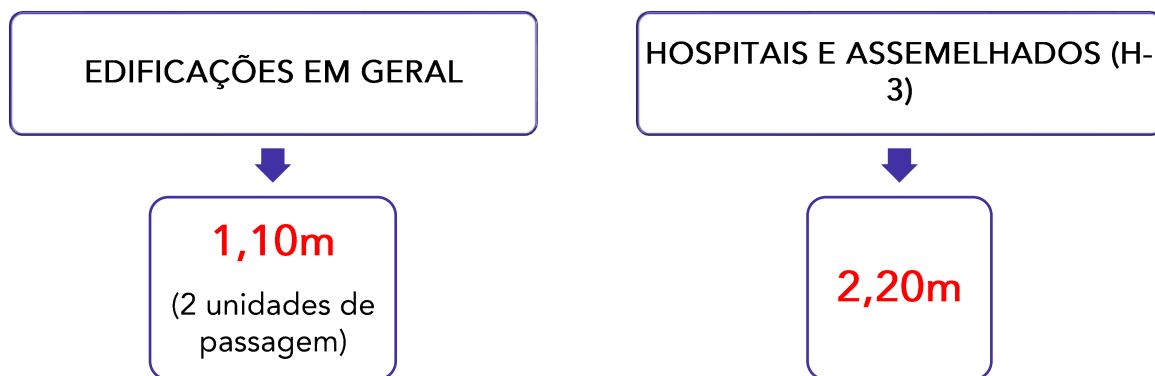 EDIFICAÇÕES EM GERAL
1,10m
(2 unidades de
passagem)
HOSPITAIS E ASSEMELHADOS (H-
3)
2,20m